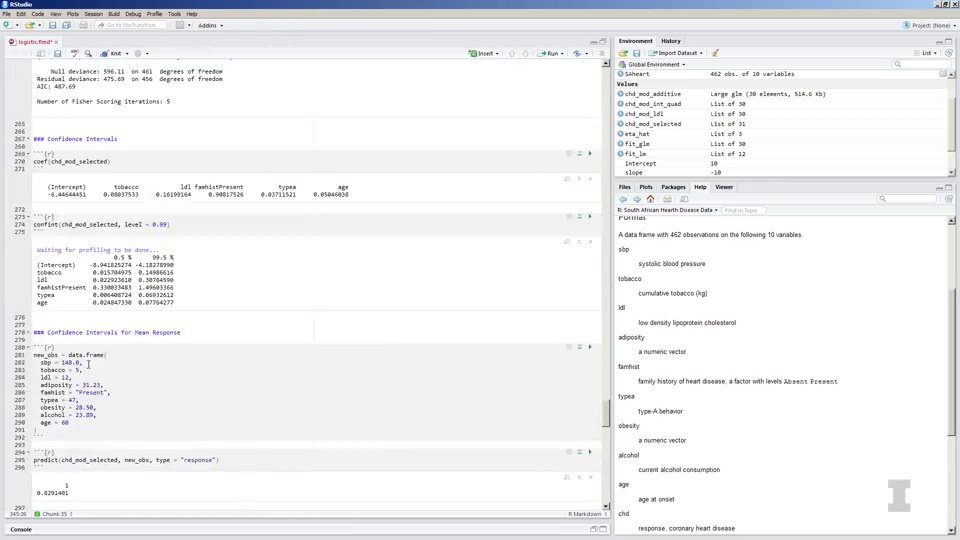 RStudio
File Edit Code View Plots Session Build Debug Profile Tools Help
Go to file/function Addins Project: (None)
logistic.Rmd* ×
Knit Insert Run
Null deviance: 596.11 on 461 degrees of freedom
Residual deviance: 475.69 on 456 degrees of freedom
AIC: 487.69
Number of Fisher Scoring iterations: 5
265
266
267 ### Confidence Intervals
268
269 ```{r}
270 coef(chd_mod_selected)
271 ```
(Intercept) tobacco ldl famhistPresent typea age
-6.44644451 0.08037533 0.16199164 0.90817526 0.03711521 0.05046038
272
273 ```{r}
274 confint(chd_mod_selected, level = 0.99)
275 ```
Waiting for profiling to be done...
0.5 % 99.5 %
(Intercept) -8.941825274 -4.18278990
tobacco 0.015704975 0.14986616
ldl 0.022923610 0.30784590
famhistPresent 0.330033483 1.49603366
typea 0.006408724 0.06932612
age 0.024847330 0.07764277
276
277
278 ### Confidence Intervals for Mean Response
279
280 ```{r}
281 new_obs = data.frame(
282 sbp = 148.0,
283 tobacco = 5,
284 ldl = 12,
285 adiposity = 31.23,
286 famhist = "Present",
287 typea = 47,
288 obesity = 28.50,
289 alcohol = 23.89,
290 age = 60
291 )
292 ```
293
294 ```{r}
295 predict(chd_mod_selected, new_obs, type = "response")
296 ```
1
0.8291401
297
345:26 Chunk 35 R Markdown
Console
Environment History
Import Dataset List
Global Environment
SAheart 462 obs. of 10 variables
Values
chd_mod_additive Large glm (30 elements, 514.6 Kb)
chd_mod_int_quad List of 30
chd_mod_ldl List of 30
chd_mod_selected List of 31
eta_hat List of 3
fit_glm List of 30
fit_lm List of 12
intercept 10
slope -10
Files Plots Packages Help Viewer
R: South African Hearth Disease Data Find in Topic
Format
A data frame with 462 observations on the following 10 variables.
sbp
systolic blood pressure
tobacco
cumulative tobacco (kg)
ldl
low density lipoprotein cholesterol
adiposity
a numeric vector
famhist
family history of heart disease, a factor with levels Absent Present
typea
type-A behavior
obesity
a numeric vector
alcohol
current alcohol consumption
age
age at onset
chd
response, coronary heart disease